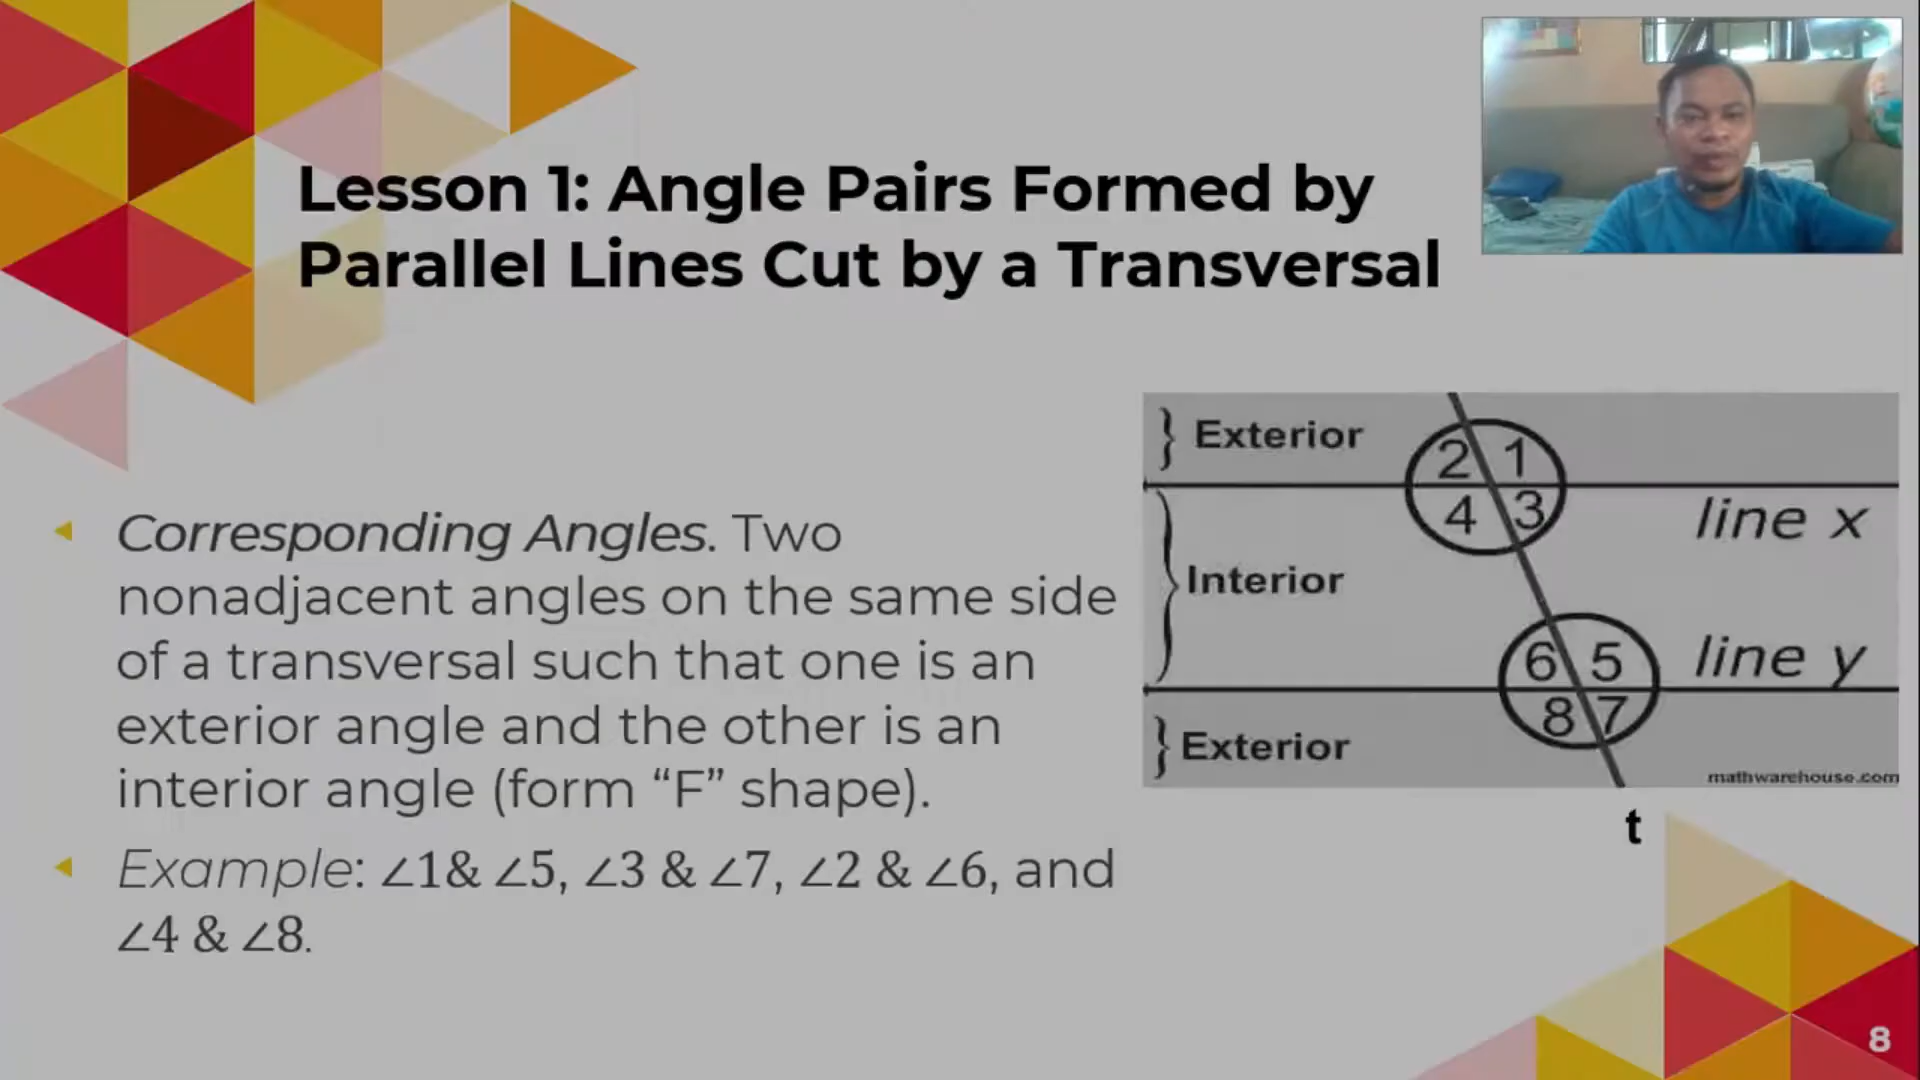 Lesson 1: Angle Pairs Formed by
Parallel Lines Cut by a Transversal
Corresponding Angles. Two
nonadjacent angles on the same side
of a transversal such that one is an
exterior angle and the other is an
interior angle (form “F” shape).
Example: ∠1& ∠5, ∠3 & ∠7, ∠2 & ∠6, and
∠4 & ∠8.
Exterior
2 1
4 3
line x
Interior
6 5
line y
8 7
Exterior
mathwarehouse.com
t
8